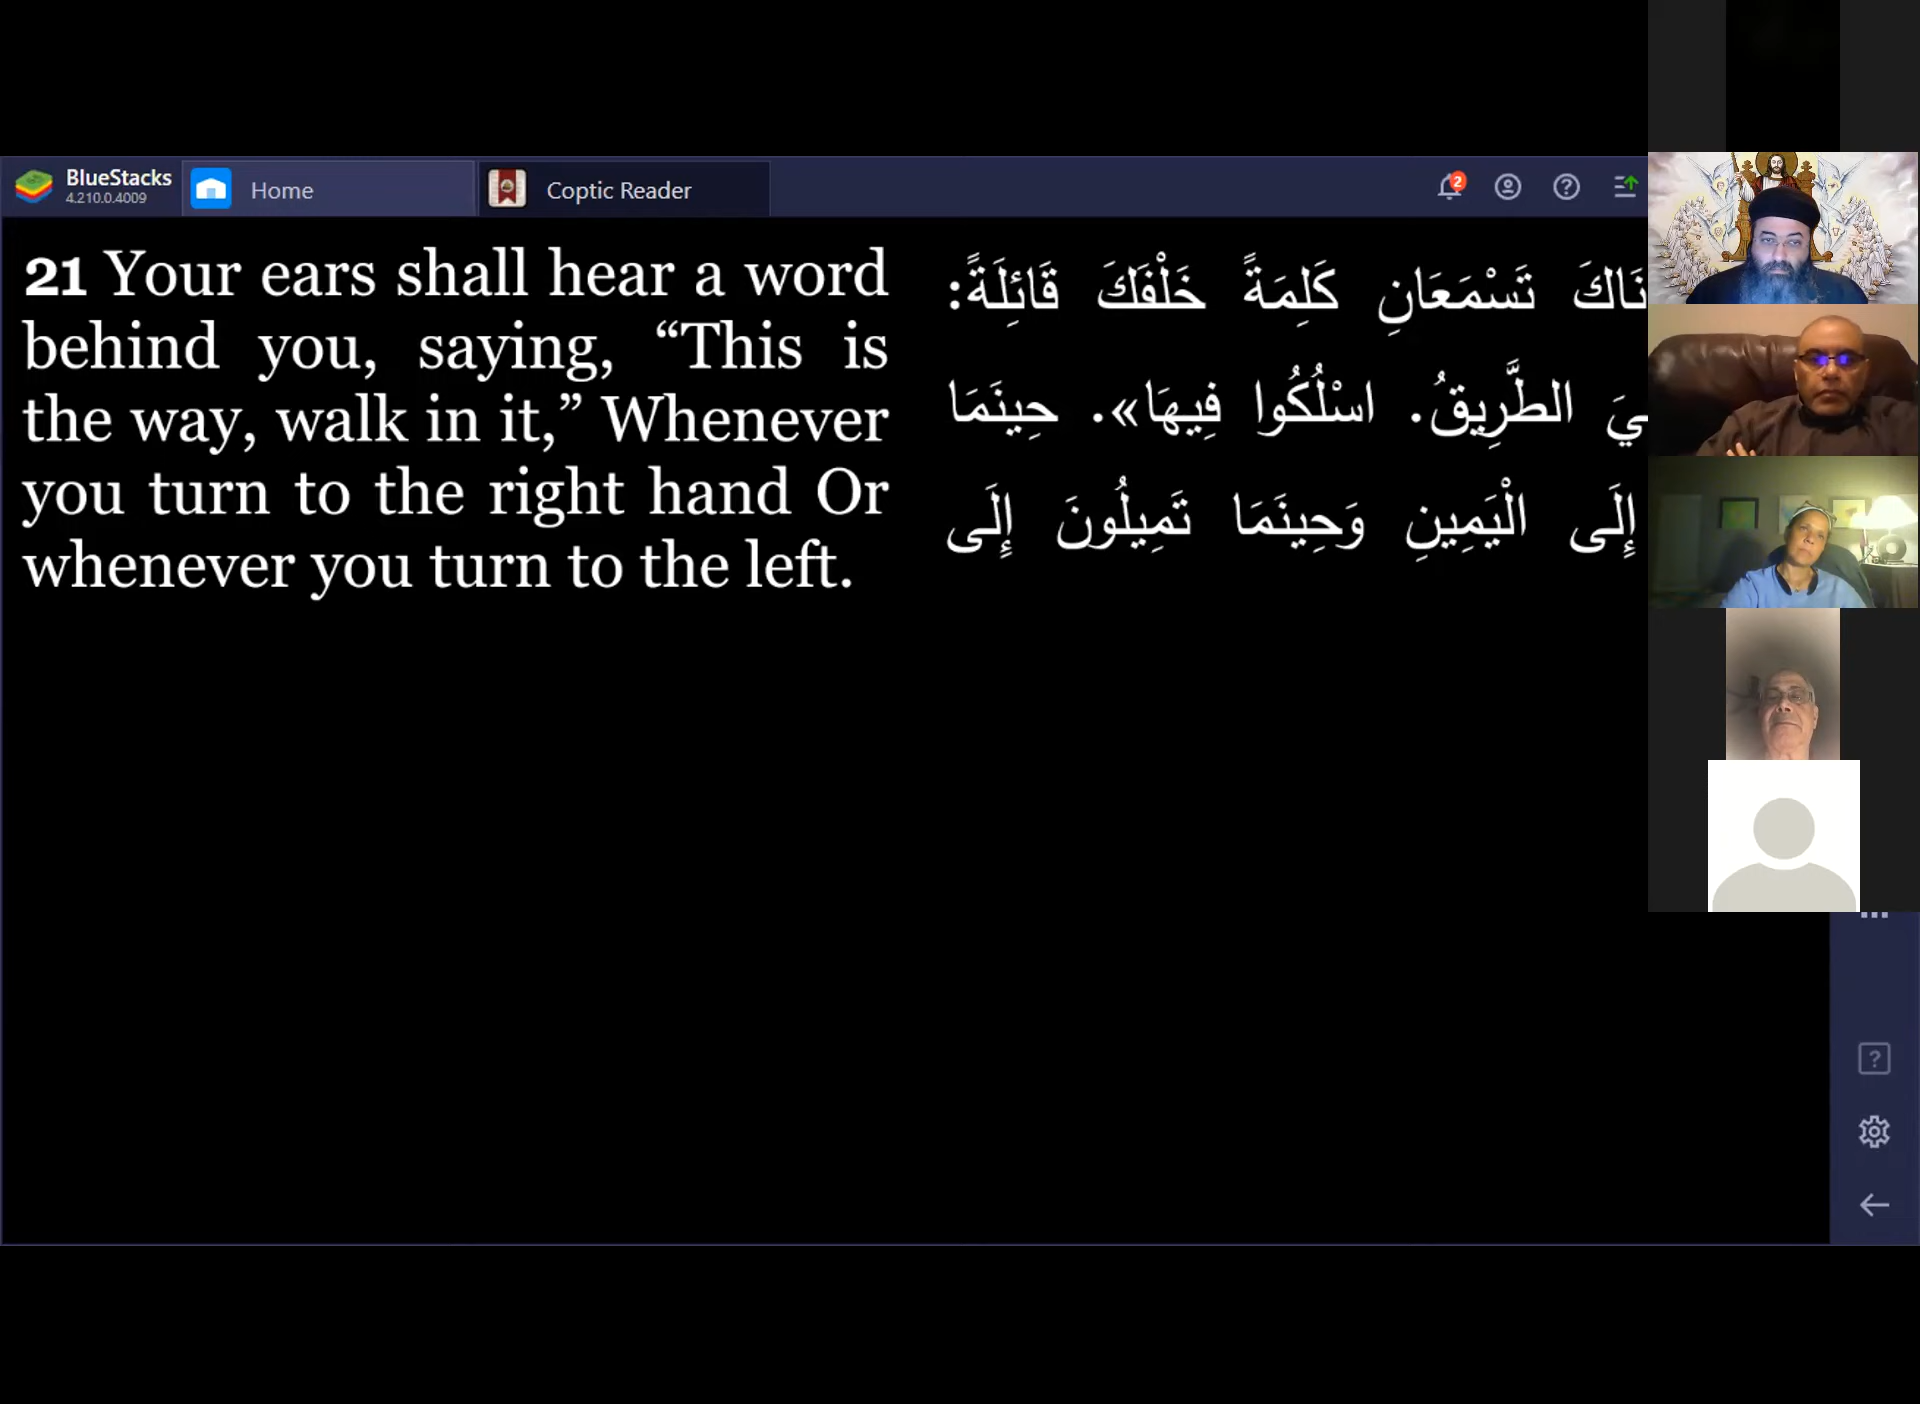 BlueStacks
4.210.0.4009
Home
Coptic Reader
2
21 Your ears shall hear a word
behind you, saying, “This is
the way, walk in it,” Whenever
you turn to the right hand Or
whenever you turn to the left.
تَسْمَعَانِ كَلِمَةً خَلْفَكَ قَائِلَةً:
الطَّرِيقُ. اسْلُكُوا فِيهَا». حِينَمَا
إِلَى الْيَمِينِ وَحِينَمَا تَمِيلُونَ إِلَى